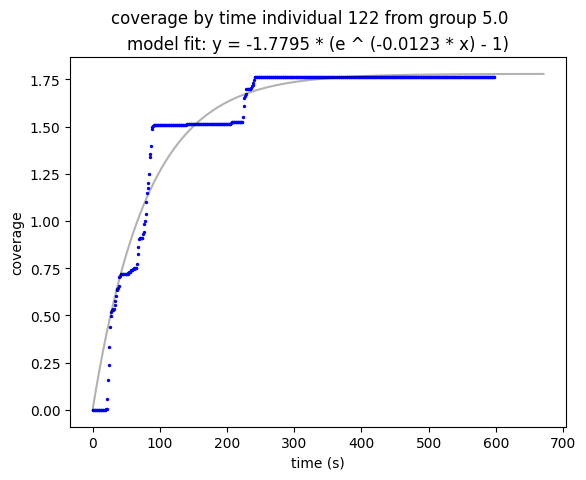 coverage by time individual 122 from group 5.0
model fit: y = -1.7795 * (e ^ (-0.0123 * x) - 1)
1.75
1.50
1.25
1.00
0.75
0.50
0.25
0.00
coverage
0 100 200 300 400 500 600 700
time (s)